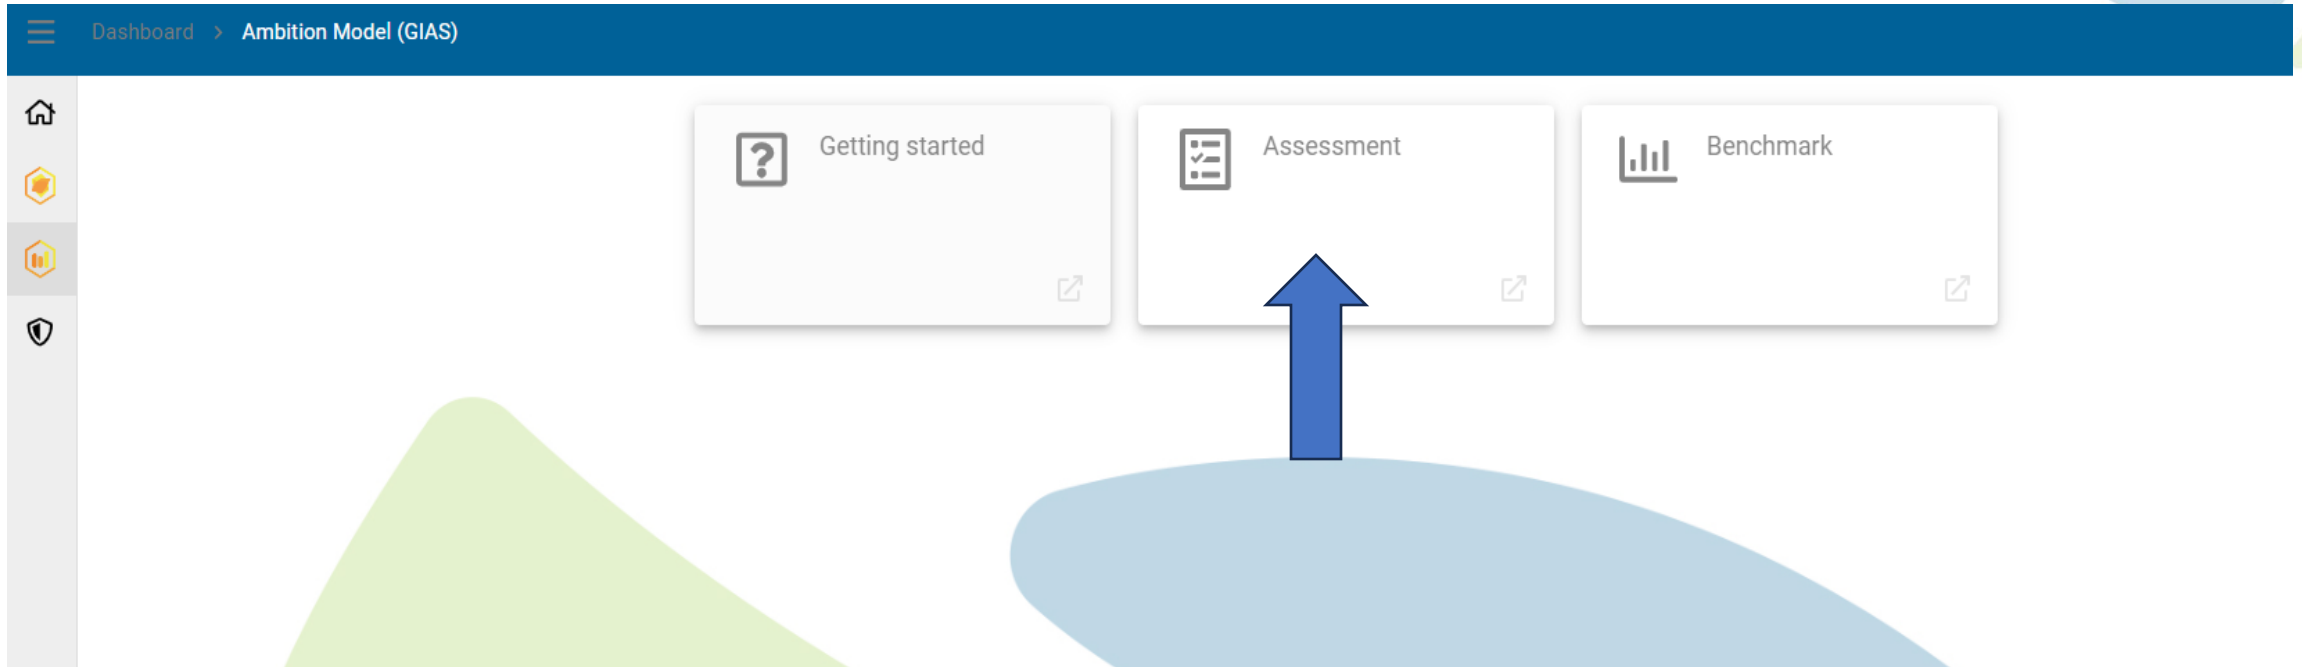 Dashboard > Ambition Model (GIAS)
Getting started
Assessment
Benchmark